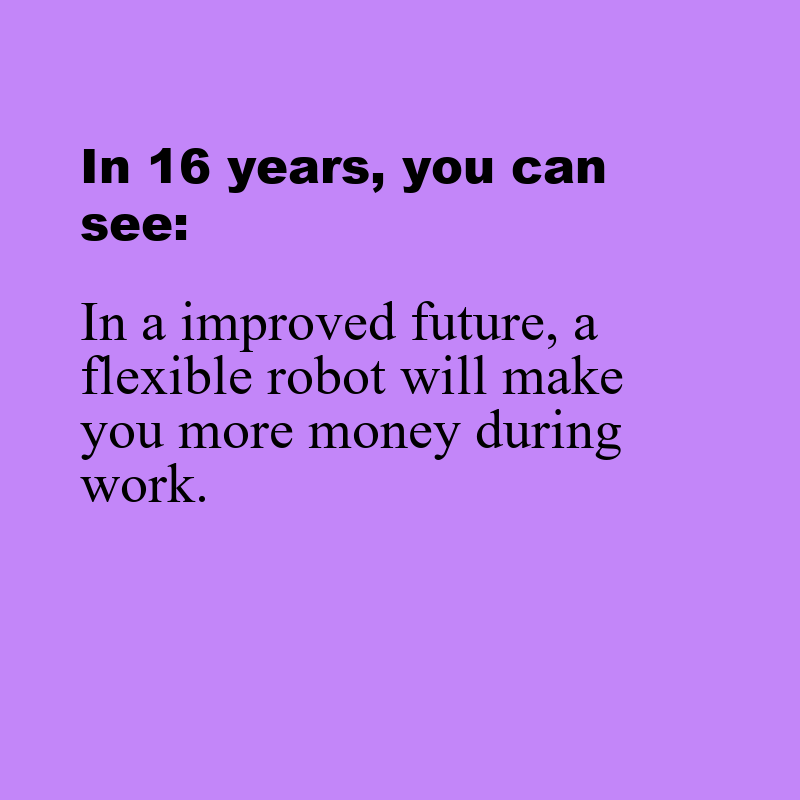 In 16 years, you can
see:
In a improved future, a
flexible robot will make
you more money during
work.